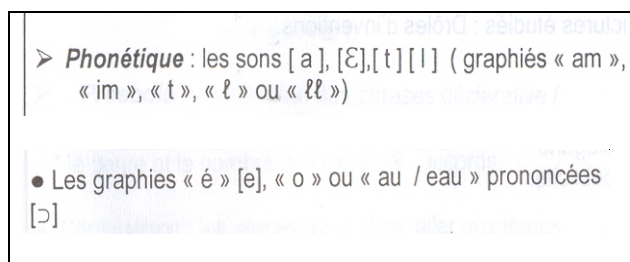 ➢ Phonétique : les sons [ a ], [Ɛ],[ t ] [ l ] ( graphiés « am »,
« im », « t », « ℓ » ou « ℓℓ »)
● Les graphies « é » [e], « o » ou « au / eau » prononcées
[ɔ]